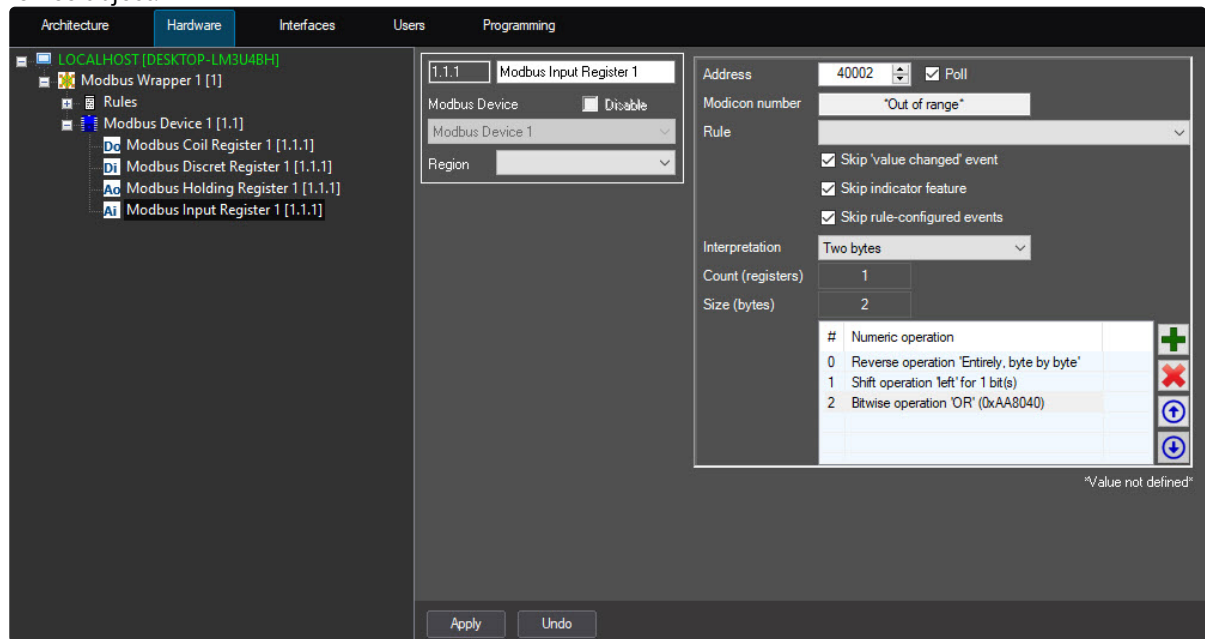 Architecture Hardware Interfaces Users Programming
LOCALHOST [DESKTOP-LM3U4BH]
Modbus Wrapper 1 [1]
Rules
Modbus Device 1 [1.1]
Do Modbus Coil Register 1 [1.1.1]
Di Modbus Discret Register 1 [1.1.1]
Ao Modbus Holding Register 1 [1.1.1]
Ai Modbus Input Register 1 [1.1.1]
1.1.1 Modbus Input Register 1
Modbus Device Disable
Modbus Device 1
Region
Address 40002 Poll
Modicon number "Out of range"
Rule
Skip 'value changed' event
Skip indicator feature
Skip rule-configured events
Interpretation Two bytes
Count (registers) 1
Size (bytes) 2
# Numeric operation
0 Reverse operation 'Entirely, byte by byte'
1 Shift operation 'left' for 1 bit(s)
2 Bitwise operation 'OR' (0xAA8040)
"Value not defined"
Apply Undo